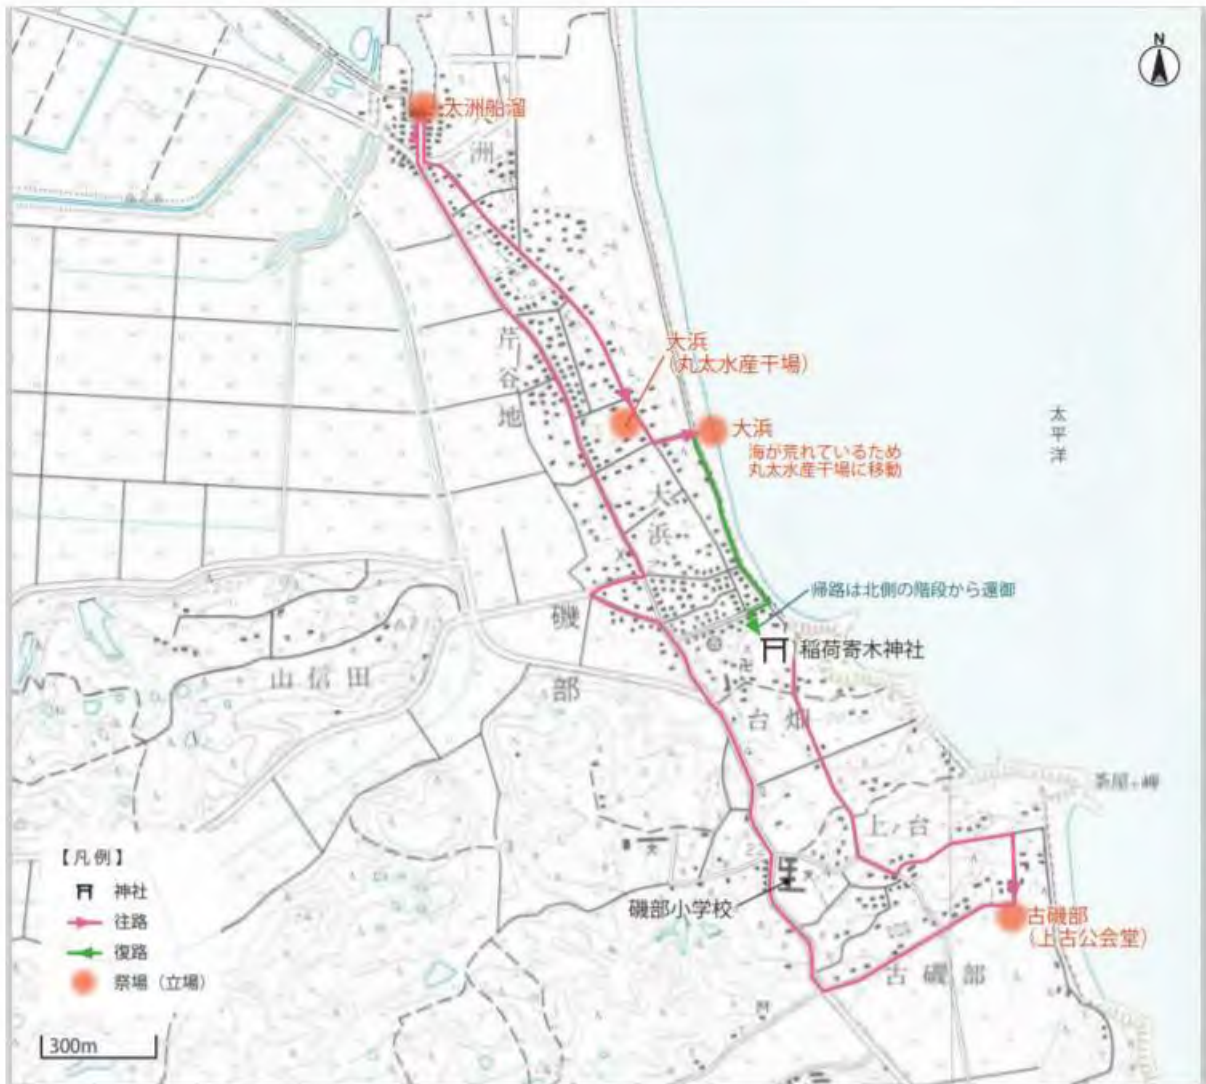 N
大洲船溜
大洲
芹谷地
大浜
(丸太水産干場)
大浜
海が荒れているため
丸太水産干場に移動
太平洋
大浜
帰路は北側の階段から還御
稲荷寄木神社
磯部
山信田
台畑
茶屋ヶ岬
上ノ台
磯部小学校
古磯部
(上古公会堂)
古磯部
【凡例】
神社
往路
復路
祭場(立場)
300m